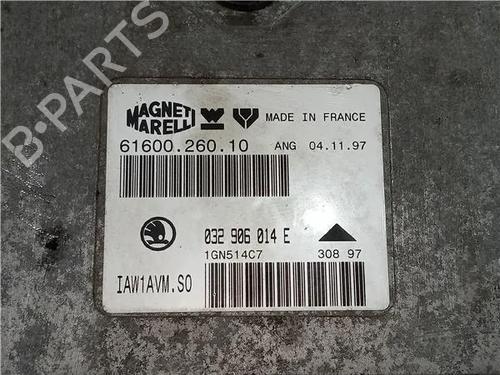 B-PARTS
MAGNETI MARELLI MADE IN FRANCE
61600.260.10 ANG 04.11.97
032 906 014 E
1GN514C7 308 97
IAW1AVM.SO